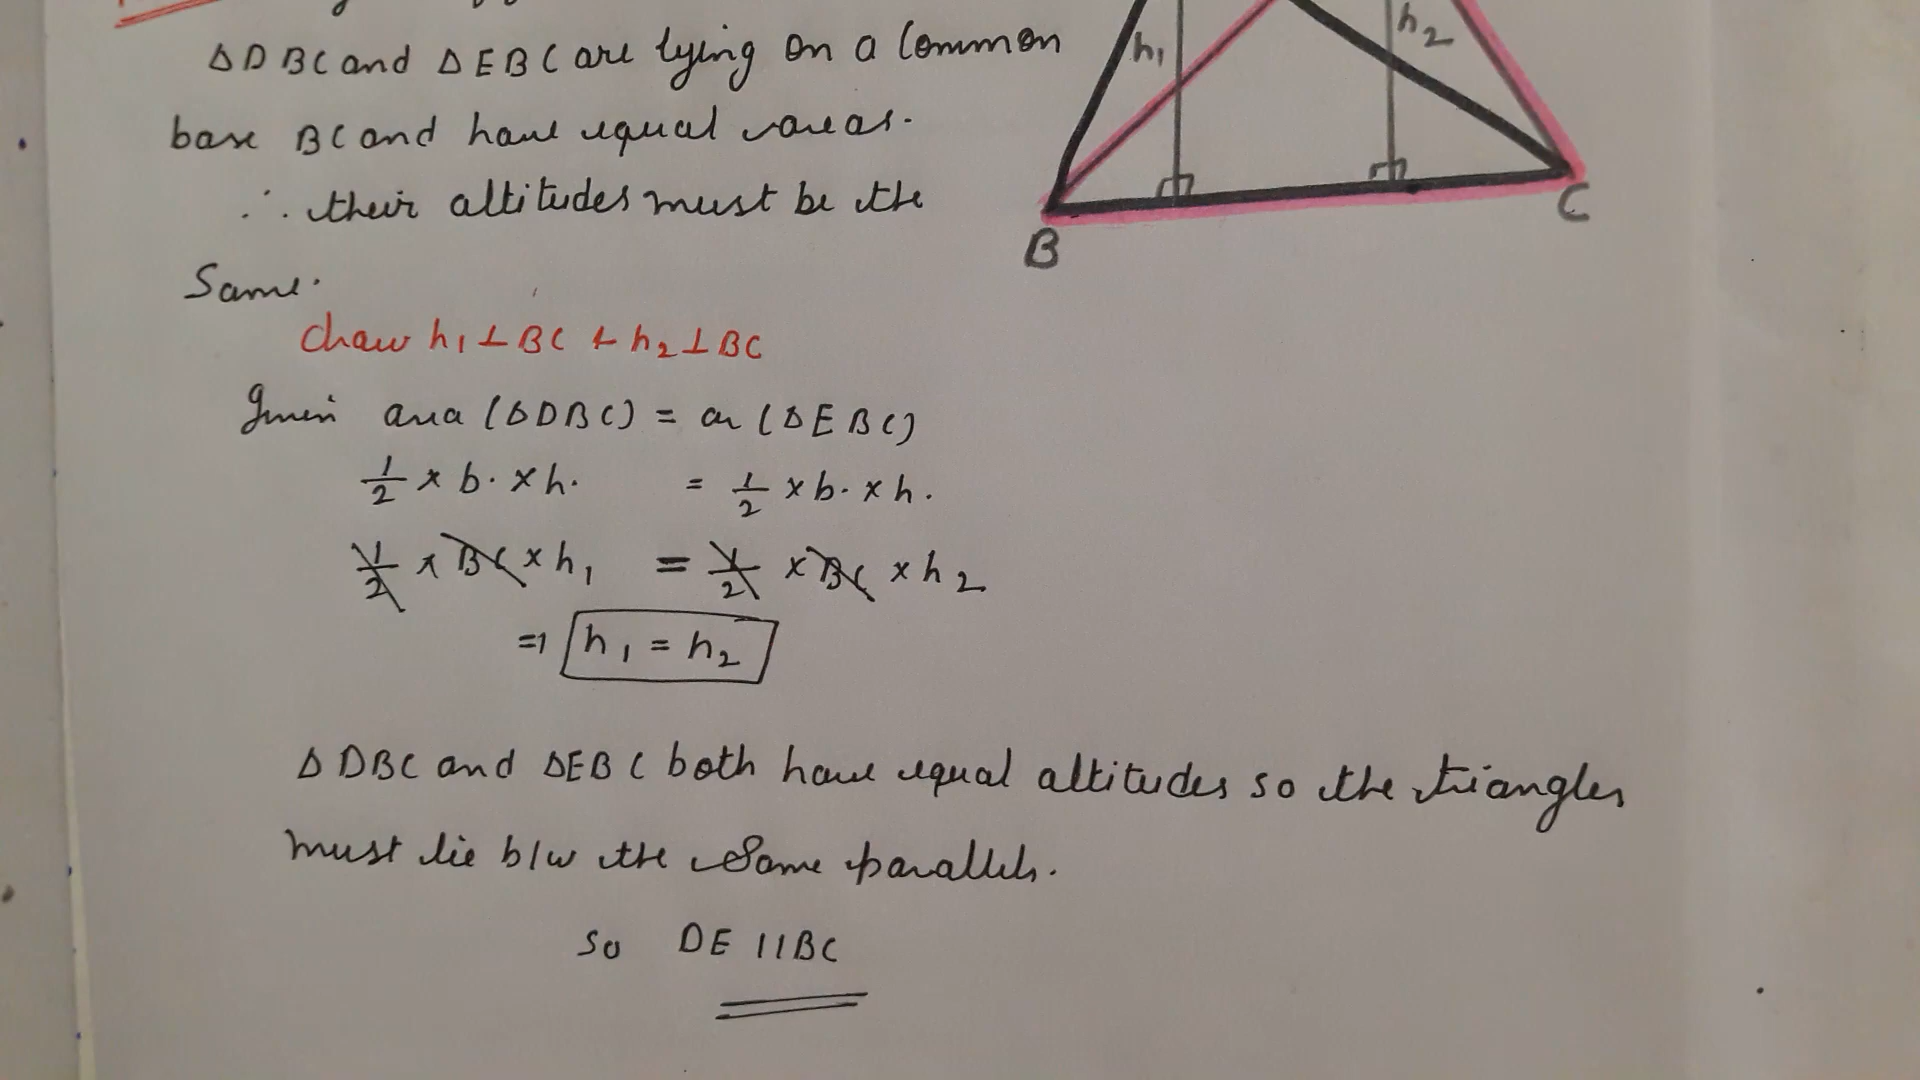 h₁
h₂
Δ DBC and Δ EBC are lying on a common
base BC and have equal areas.
∴ their altitudes must be the
Same.
draw h₁ ⊥ BC & h₂ ⊥ BC
Given area (ΔDBC) = ar (ΔEBC)
1/2 × b. × h. = 1/2 × b. × h.
1/2 × BC × h₁ = 1/2 × BC × h₂
⇒ h₁ = h₂
Δ DBC and ΔEBC both have equal altitudes so the triangles
must lie b/w the same parallels.
so DE || BC
B
C